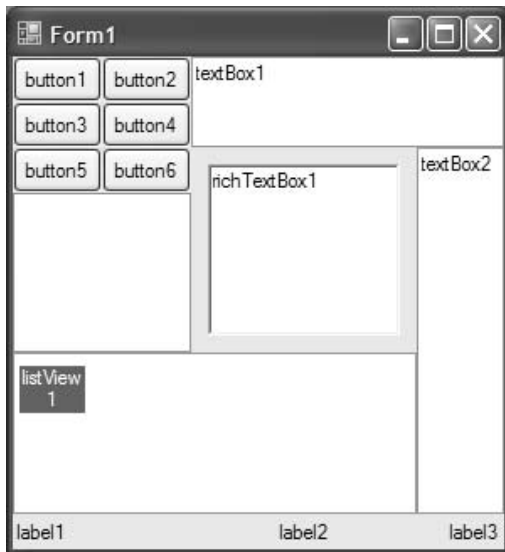 Form1
button1 button2 textBox1
button3 button4
button5 button6 richTextBox1 textBox2
listView
1
label1 label2 label3